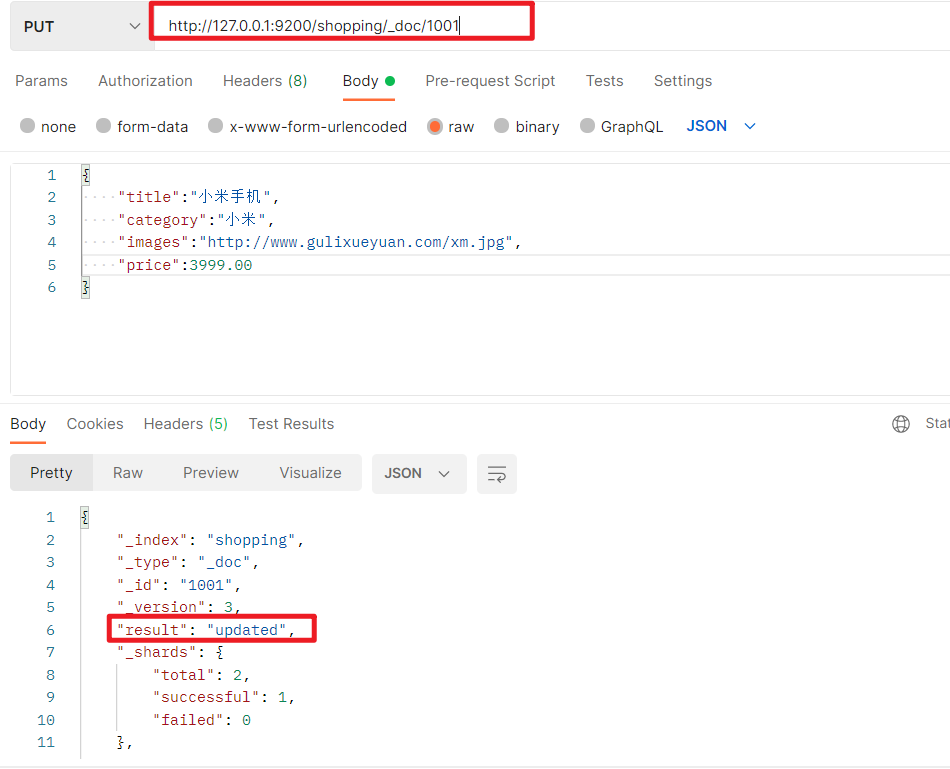 PUT http://127.0.0.1:9200/shopping/_doc/1001
Params Authorization Headers (8) Body Pre-request Script Tests Settings
none form-data x-www-form-urlencoded raw binary GraphQL JSON
1 {
2 "title":"小米手机",
3 "category":"小米",
4 "images":"http://www.gulixueyuan.com/xm.jpg",
5 "price":3999.00
6 }
Body Cookies Headers (5) Test Results
Pretty Raw Preview Visualize JSON
1 {
2 "_index": "shopping",
3 "_type": "_doc",
4 "_id": "1001",
5 "_version": 3,
6 "result": "updated",
7 "_shards": {
8 "total": 2,
9 "successful": 1,
10 "failed": 0
11 },